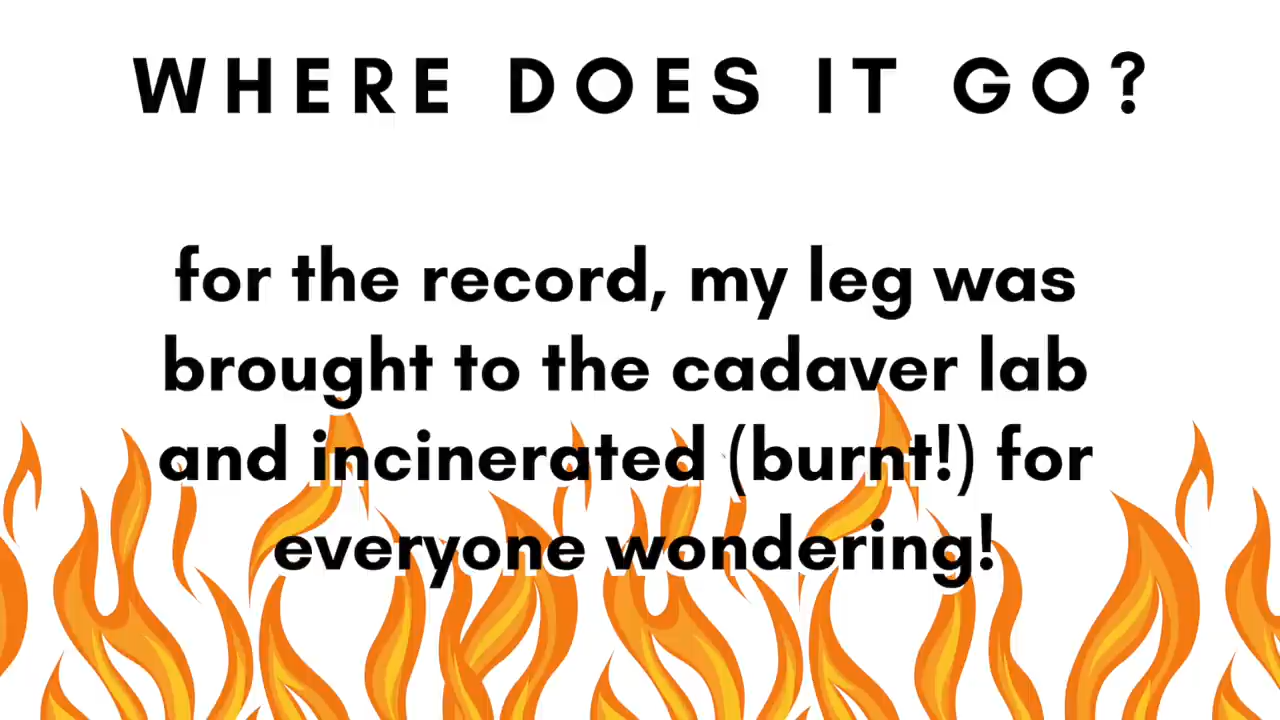 WHERE DOES IT GO?
for the record, my leg was
brought to the cadaver lab
and incinerated (burnt!) for
everyone wondering!